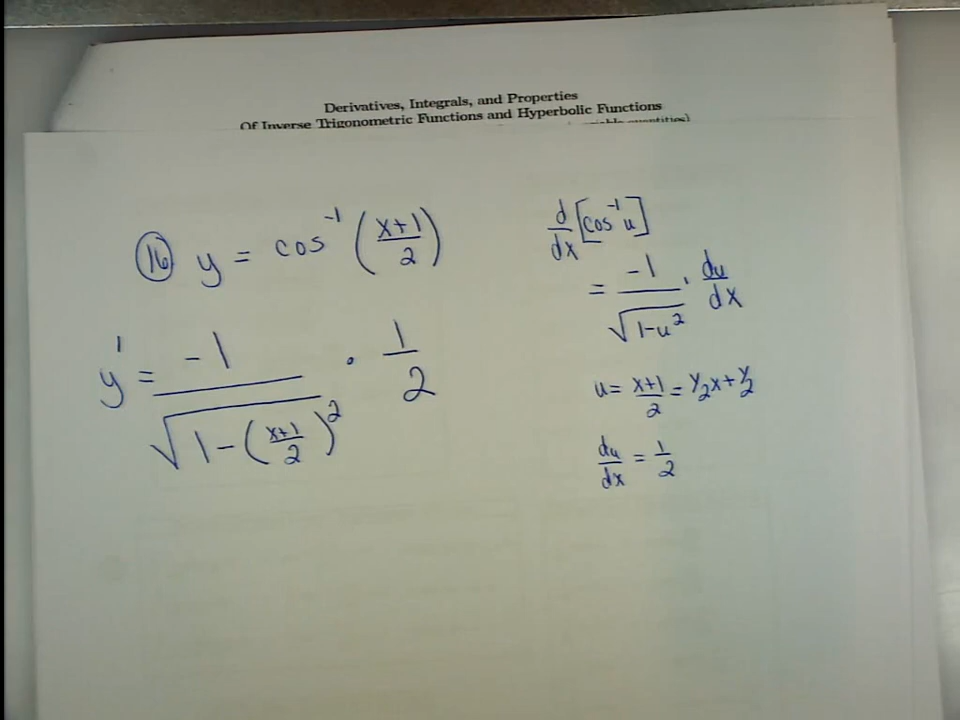 Derivatives, Integrals, and Properties
Of Inverse Trigonometric Functions and Hyperbolic Functions
quantities)
16 y = cos⁻¹ (x+1/2)
y' = -1/√(1-(x+1/2)²) · 1/2
d/dx [cos⁻¹ u]
= -1/√(1-u²) · du/dx
u = x+1/2 = 1/2x + 1/2
du/dx = 1/2